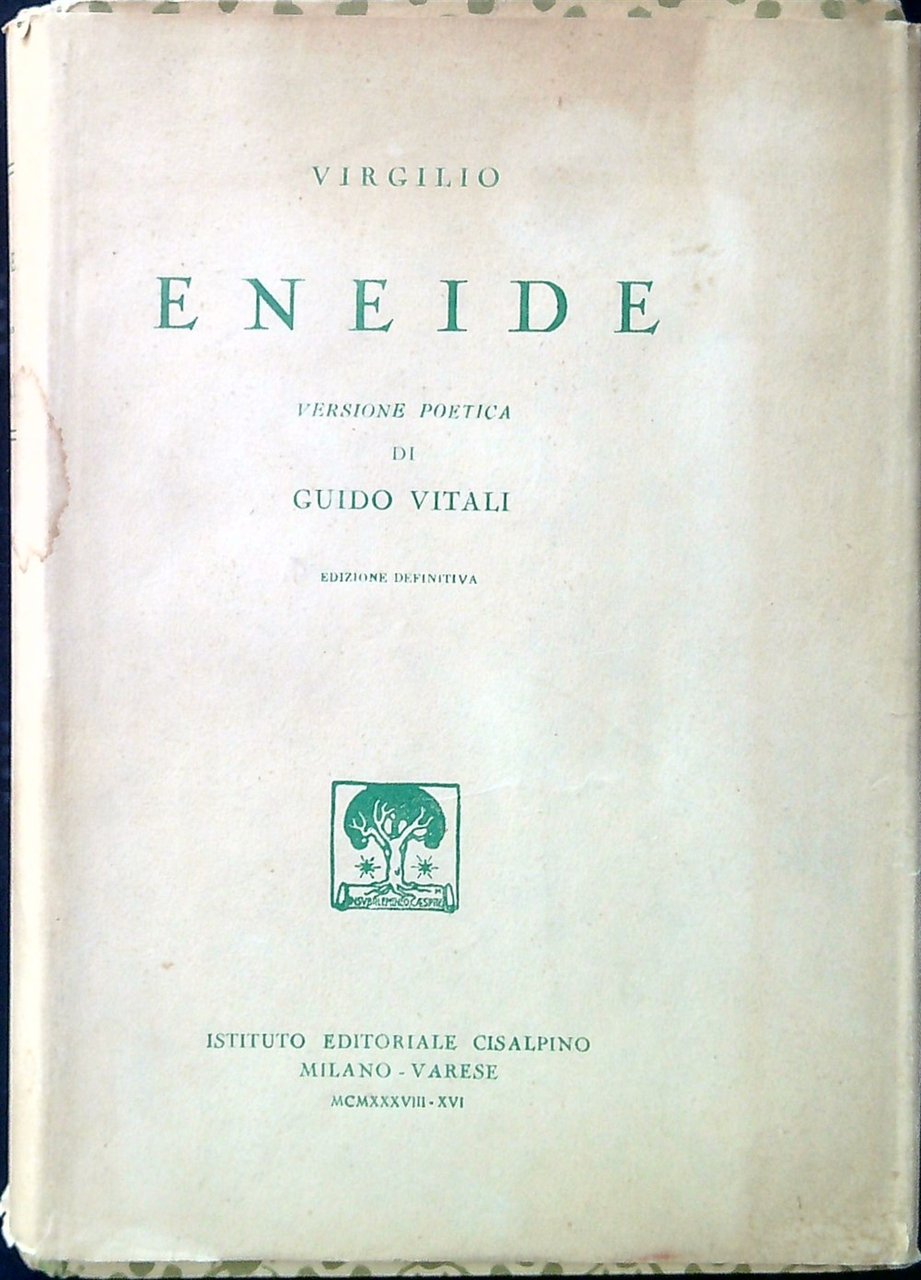 VIRGILIO
ENEIDE
VERSIONE POETICA
DI
GUIDO VITALI
EDIZIONE DEFINITIVA
ISTITUTO EDITORIALE CISALPINO
MILANO - VARESE
MCMXXXVIII - XVI